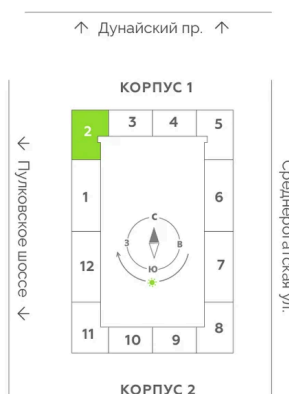 ↑ Дунайский пр. ↑
КОРПУС 1
2 3 4 5
← Пулковское шоссе →
Среднерогатская ул.
1 6
С
З В
Ю
12 7
11 10 9 8
КОРПУС 2